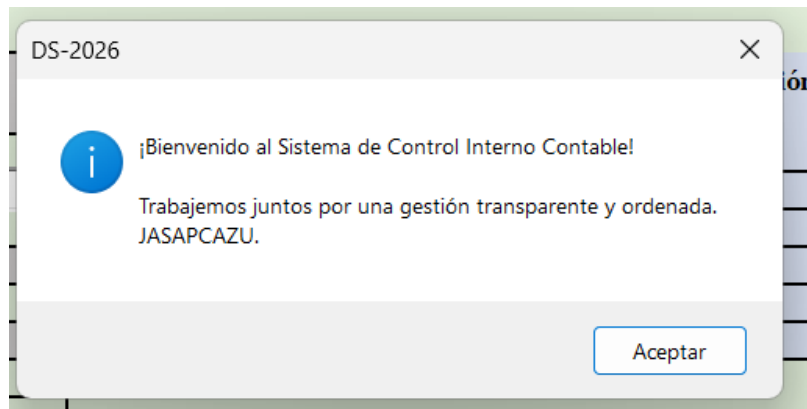 DS-2026
¡Bienvenido al Sistema de Control Interno Contable!
Trabajemos juntos por una gestión transparente y ordenada.
JASAPCAZU.
Aceptar